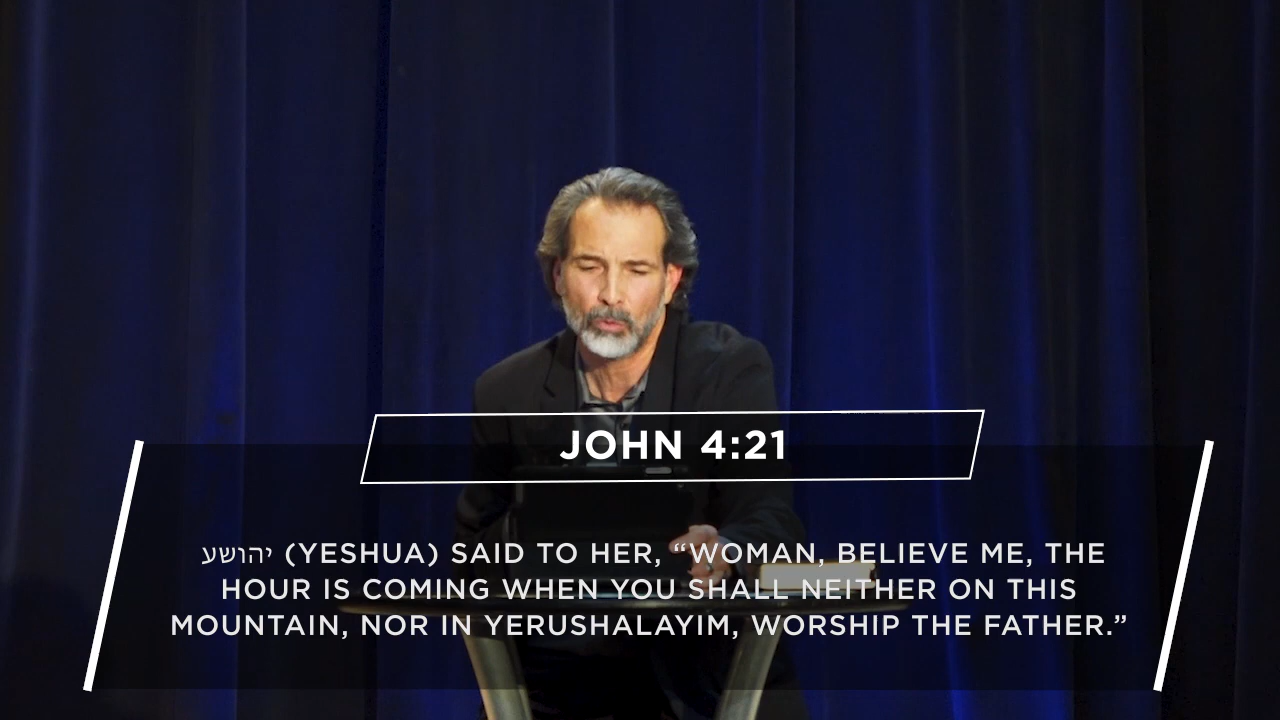 JOHN 4:21
יהושע (YESHUA) SAID TO HER, “WOMAN, BELIEVE ME, THE
HOUR IS COMING WHEN YOU SHALL NEITHER ON THIS
MOUNTAIN, NOR IN YERUSHALAYIM, WORSHIP THE FATHER.”